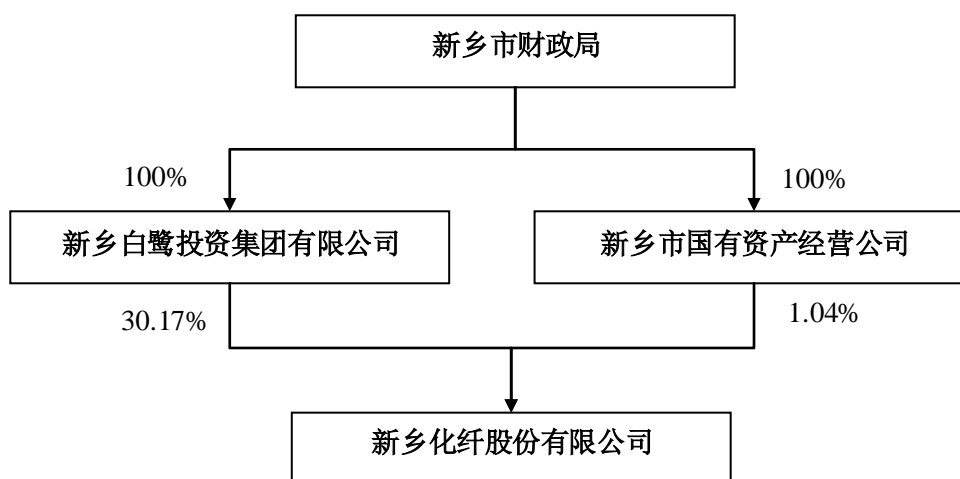 新乡市财政局
100%
100%
新乡白鹭投资集团有限公司
新乡市国有资产经营公司
30.17%
1.04%
新乡化纤股份有限公司